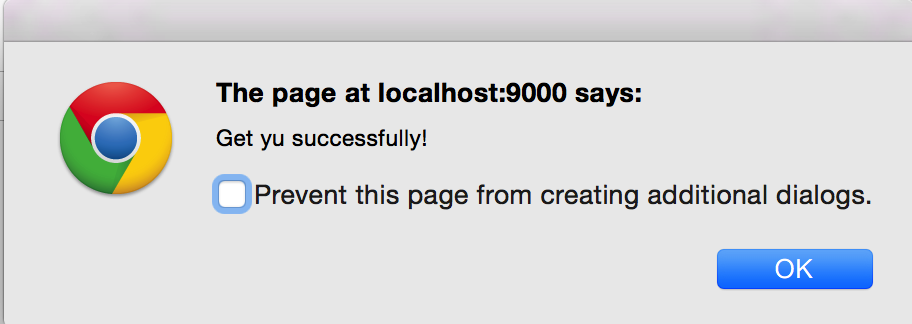 The page at localhost:9000 says:
Get yu successfully!
Prevent this page from creating additional dialogs.
OK